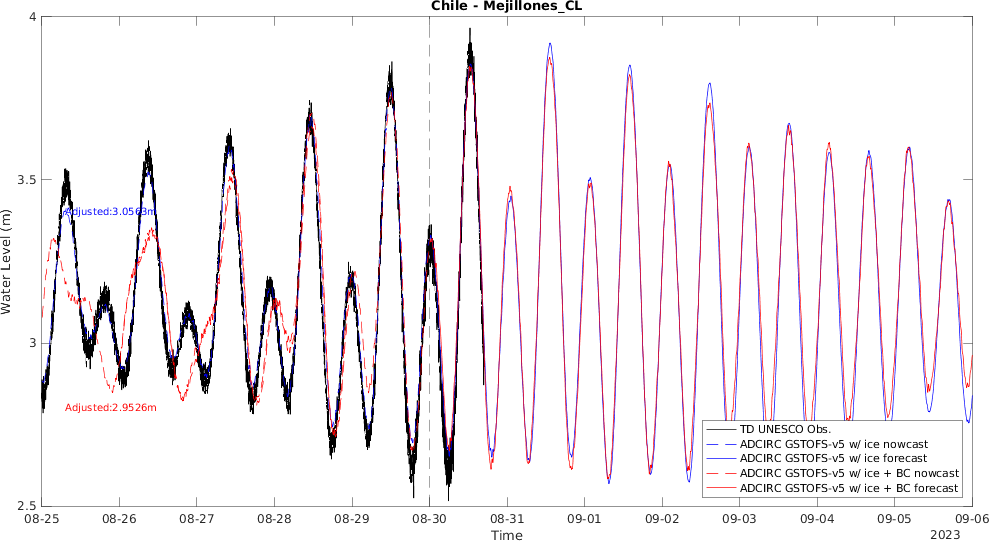 Chile - Mejillones_CL
4
3.5
3
2.5
Water Level (m)
Adjusted:3.0563m
Adjusted:2.9526m
TD UNESCO Obs.
ADCIRC GSTOFS-v5 w/ ice nowcast
ADCIRC GSTOFS-v5 w/ ice forecast
ADCIRC GSTOFS-v5 w/ ice + BC nowcast
ADCIRC GSTOFS-v5 w/ ice + BC forecast
08-25 08-26 08-27 08-28 08-29 08-30 08-31 09-01 09-02 09-03 09-04 09-05 09-06
Time 2023